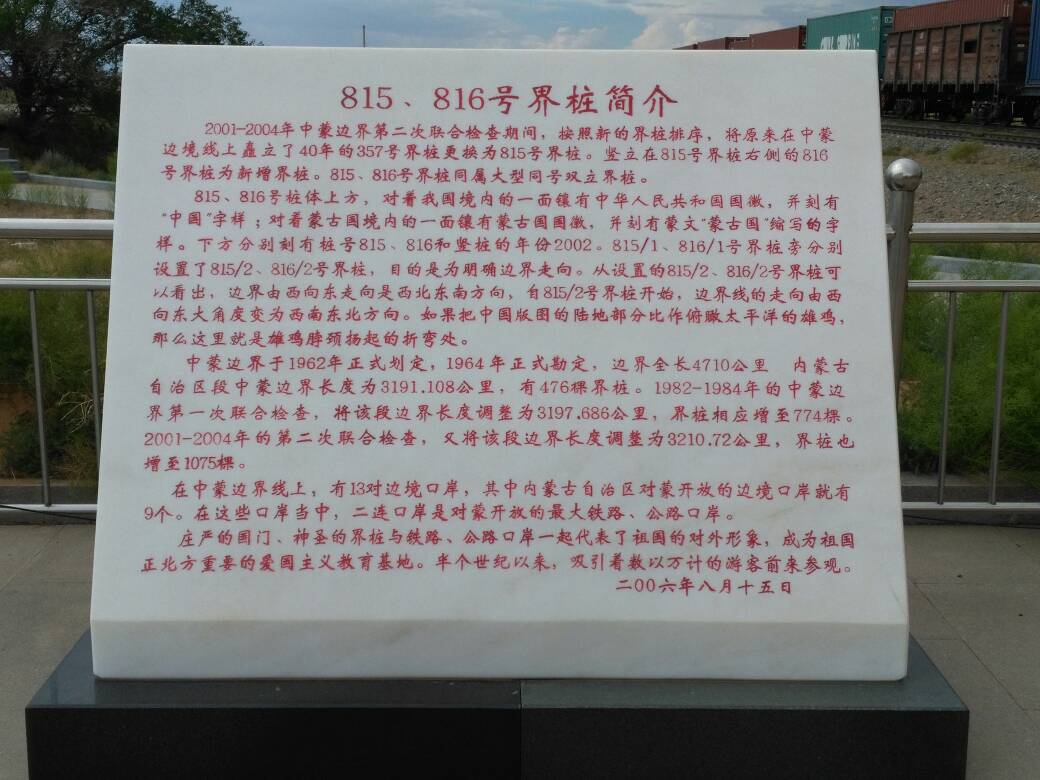 815、816号界桩简介
2001-2004年中蒙边界第二次联合检查期间，按照新的界桩排序，将原来在中蒙
边境线上矗立了40年的357号界桩更换为815号界桩。竖立在815号界桩右侧的816
号界桩为新增界桩。815、816号界桩同属大型同号双立界桩。
815、816号桩体上方，对着我国境内的一面镶有中华人民共和国国徽，并刻有
“中国”字样；对着蒙古国境内的一面镶有蒙古国国徽，并刻有蒙文“蒙古国”缩写的字
样。下方分别刻有桩号815、816和竖桩的年份2002。815/1、816/1号界桩旁分别
设置了815/2、816/2号界桩，目的是为明确边界走向。从设置的815/2、816/2号界桩可
以看出，边界由西向东走向是西北东南方向，自815/2号界桩开始，边界线的走向由西
向东大角度变为西南东北方向。如果把中国版图的陆地部分比作俯瞰太平洋的雄鸡，
那么这里就是雄鸡脖颈扬起的折弯处。
中蒙边界于1962年正式划定，1964年正式勘定，边界全长4710公里 内蒙古
自治区段中蒙边界长度为3191.108公里，有476棵界桩。1982-1984年的中蒙边
界第一次联合检查，将该段边界长度调整为3197.686公里，界桩相应增至774棵。
2001-2004年的第二次联合检查，又将该段边界长度调整为3210.72公里，界桩也
增至1075棵。
在中蒙边界线上，有13对边境口岸，其中内蒙古自治区对蒙开放的边境口岸就有
9个。在这些口岸当中，二连口岸是对蒙开放的最大铁路、公路口岸。
庄严的国门、神圣的界桩与铁路、公路口岸一起代表了祖国的对外形象，成为祖国
正北方重要的爱国主义教育基地。半个世纪以来，吸引着数以万计的游客前来参观。
二00六年八月十五日